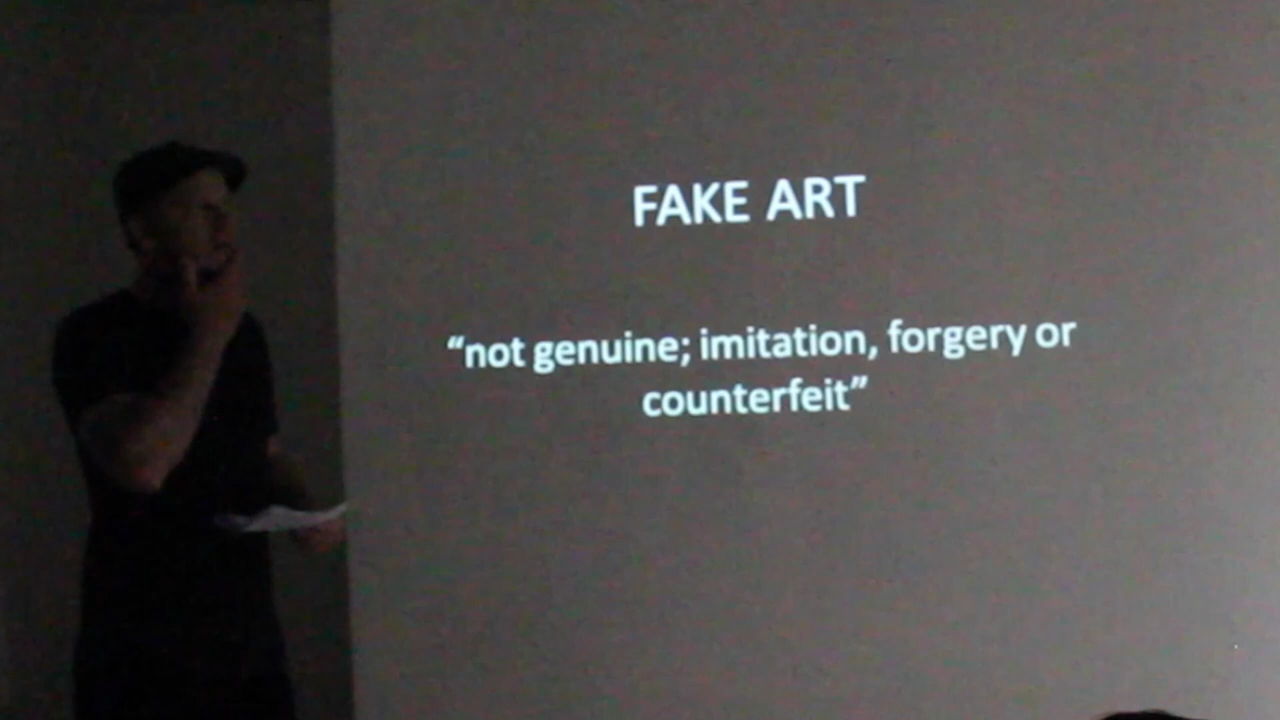 FAKE ART
“not genuine; imitation, forgery or
counterfeit”